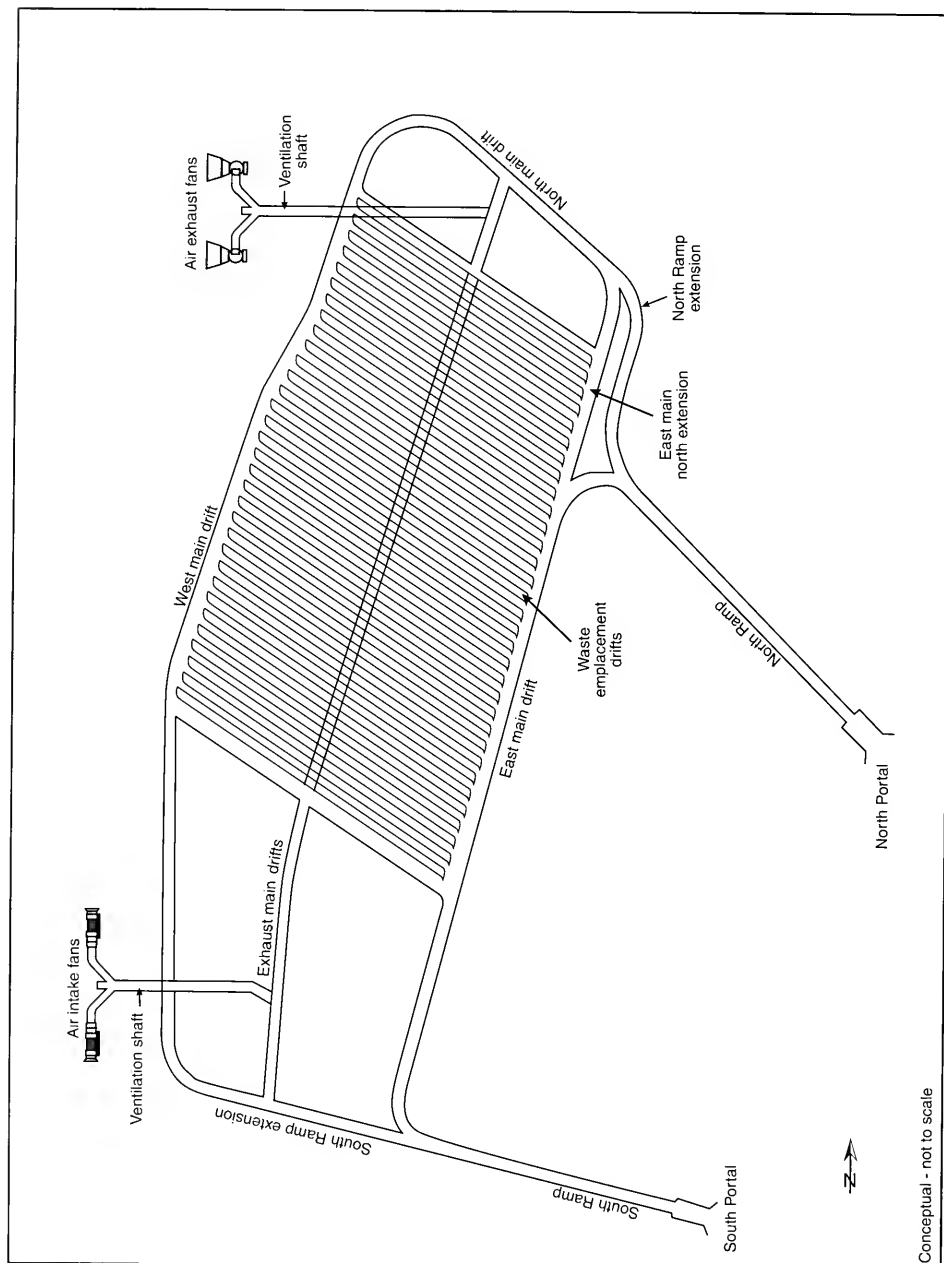 Air exhaust fans
Ventilation
shaft
North main drift
North Ramp
extension
East main
north extension
West main drift
Waste
emplacement
drifts
East main drift
North Ramp
North Portal
Air intake fans
Ventilation shaft
Exhaust main drifts
South Ramp extension
South Ramp
South Portal
N
Conceptual - not to scale